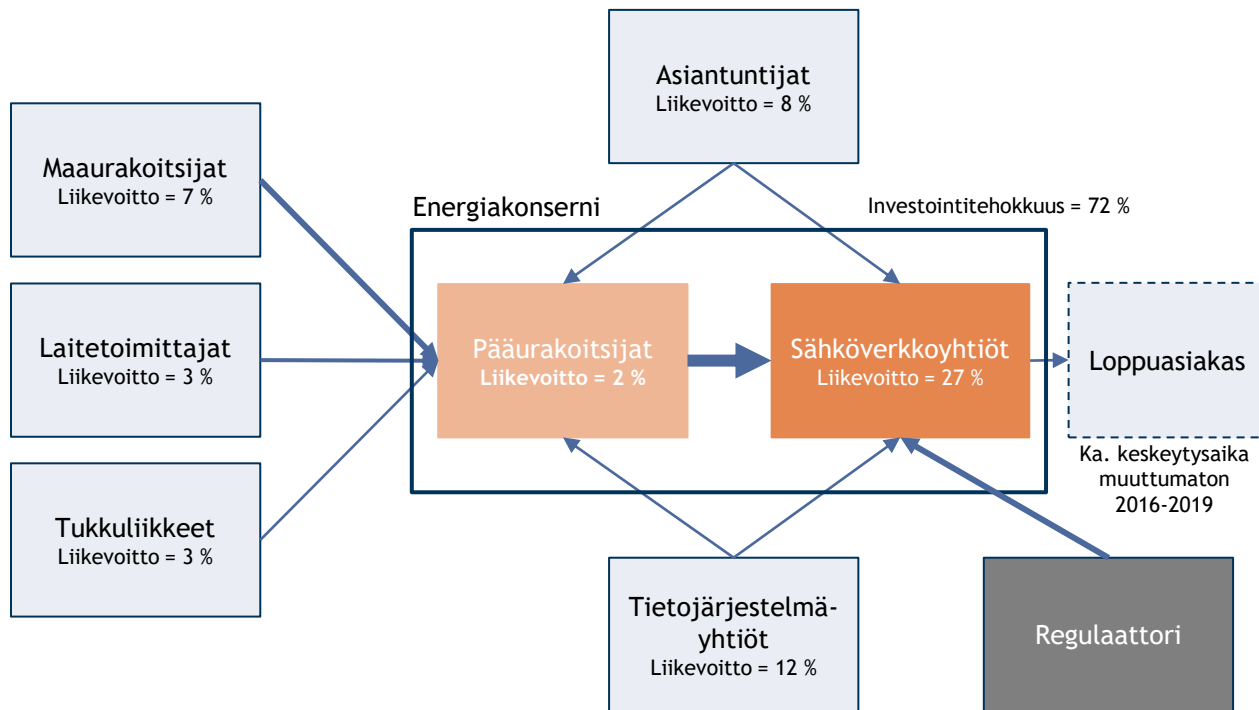 Asiantuntijat
Liikevoitto = 8 %
Maaurakoitsijat
Liikevoitto = 7 %
Energiakonserni
Investointitehokkuus = 72 %
Laitetoimittajat
Liikevoitto = 3 %
Pääurakoitsijat
Liikevoitto = 2 %
Sähköverkkoyhtiöt
Liikevoitto = 27 %
Loppuasiakas
Ka. keskeytysaika
muuttumaton
2016-2019
Tukkuliikkeet
Liikevoitto = 3 %
Tietojärjestelmä-
yhtiöt
Liikevoitto = 12 %
Regulaattori